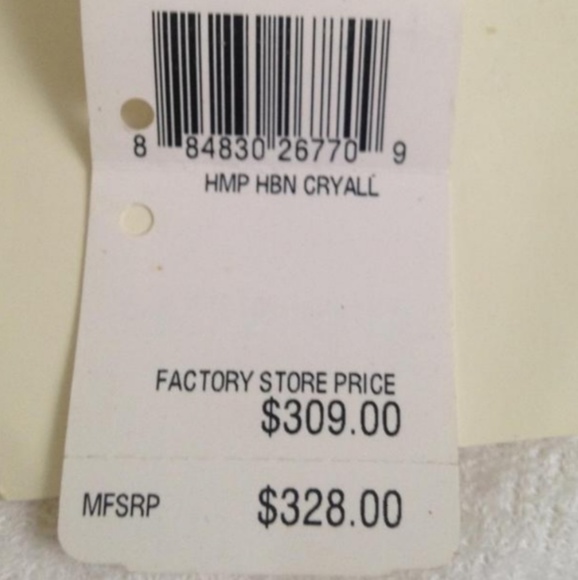 8 84830 26770 9
HMP HBN CRYALL
FACTORY STORE PRICE
$309.00
MFSRP $328.00